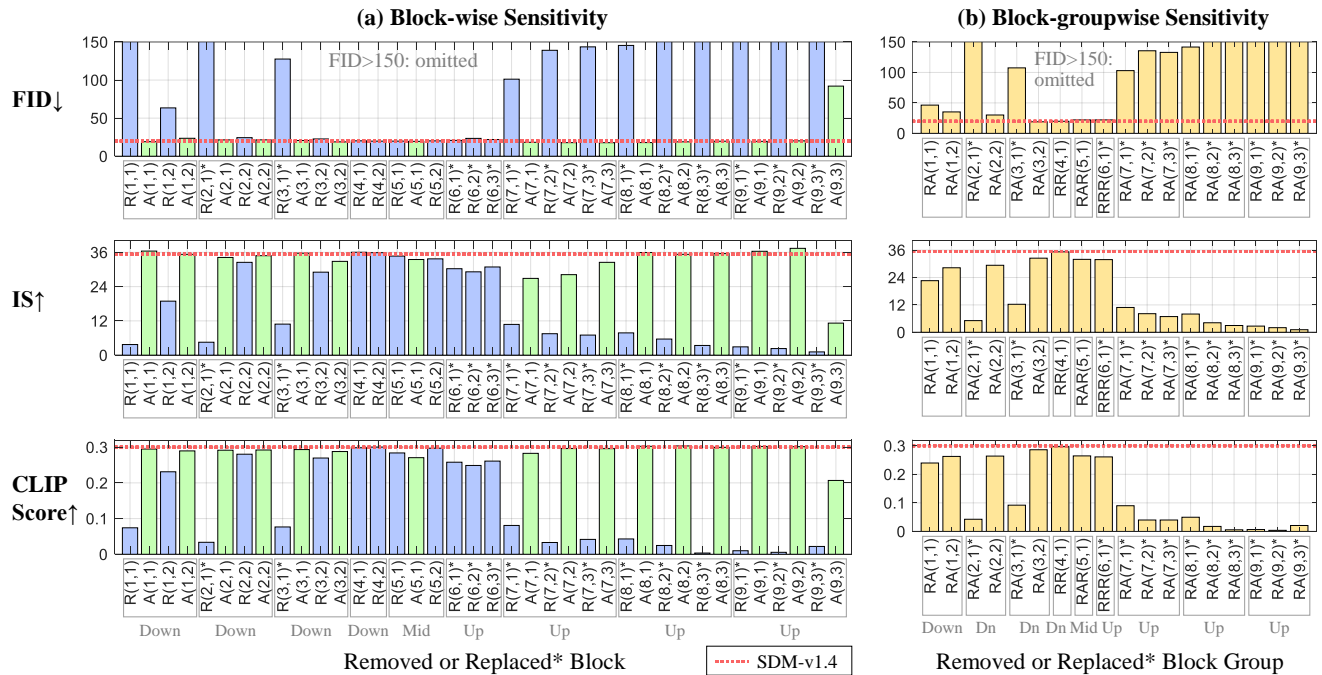 (a) Block-wise Sensitivity
(b) Block-groupwise Sensitivity
FID↓
150
100
50
0
FID>150: omitted
R(1,1) A(1,1) R(1,2) A(1,2) R(2,1)* A(2,1) R(2,2) A(2,2) R(3,1)* A(3,1) R(3,2) A(3,2) R(4,1) R(4,2) R(5,1) A(5,1) R(5,2) R(6,1)* R(6,2)* R(6,3)* R(7,1)* A(7,1) R(7,2)* A(7,2) R(7,3)* A(7,3) R(8,1)* A(8,1) R(8,2)* A(8,2) R(8,3)* A(8,3) R(9,1)* A(9,1) R(9,2)* A(9,2) R(9,3)* A(9,3)
150
100
50
0
FID>150:
omitted
RA(1,1) RA(1,2) RA(2,1)* RA(2,2) RA(3,1)* RA(3,2) RR(4,1) RAR(5,1) RRR(6,1)* RA(7,1)* RA(7,2)* RA(7,3)* RA(8,1)* RA(8,2)* RA(8,3)* RA(9,1)* RA(9,2)* RA(9,3)*
IS↑
36
24
12
0
R(1,1) A(1,1) R(1,2) A(1,2) R(2,1)* A(2,1) R(2,2) A(2,2) R(3,1)* A(3,1) R(3,2) A(3,2) R(4,1) R(4,2) R(5,1) A(5,1) R(5,2) R(6,1)* R(6,2)* R(6,3)* R(7,1)* A(7,1) R(7,2)* A(7,2) R(7,3)* A(7,3) R(8,1)* A(8,1) R(8,2)* A(8,2) R(8,3)* A(8,3) R(9,1)* A(9,1) R(9,2)* A(9,2) R(9,3)* A(9,3)
36
24
12
0
RA(1,1) RA(1,2) RA(2,1)* RA(2,2) RA(3,1)* RA(3,2) RR(4,1) RAR(5,1) RRR(6,1)* RA(7,1)* RA(7,2)* RA(7,3)* RA(8,1)* RA(8,2)* RA(8,3)* RA(9,1)* RA(9,2)* RA(9,3)*
CLIP
Score↑
0.3
0.2
0.1
0
R(1,1) A(1,1) R(1,2) A(1,2) R(2,1)* A(2,1) R(2,2) A(2,2) R(3,1)* A(3,1) R(3,2) A(3,2) R(4,1) R(4,2) R(5,1) A(5,1) R(5,2) R(6,1)* R(6,2)* R(6,3)* R(7,1)* A(7,1) R(7,2)* A(7,2) R(7,3)* A(7,3) R(8,1)* A(8,1) R(8,2)* A(8,2) R(8,3)* A(8,3) R(9,1)* A(9,1) R(9,2)* A(9,2) R(9,3)* A(9,3)
Down Down Down Down Mid Up Up Up Up
0.3
0.2
0.1
0
RA(1,1) RA(1,2) RA(2,1)* RA(2,2) RA(3,1)* RA(3,2) RR(4,1) RAR(5,1) RRR(6,1)* RA(7,1)* RA(7,2)* RA(7,3)* RA(8,1)* RA(8,2)* RA(8,3)* RA(9,1)* RA(9,2)* RA(9,3)*
Down Dn Dn Dn Mid Up Up Up Up
Removed or Replaced* Block
SDM-v1.4
Removed or Replaced* Block Group